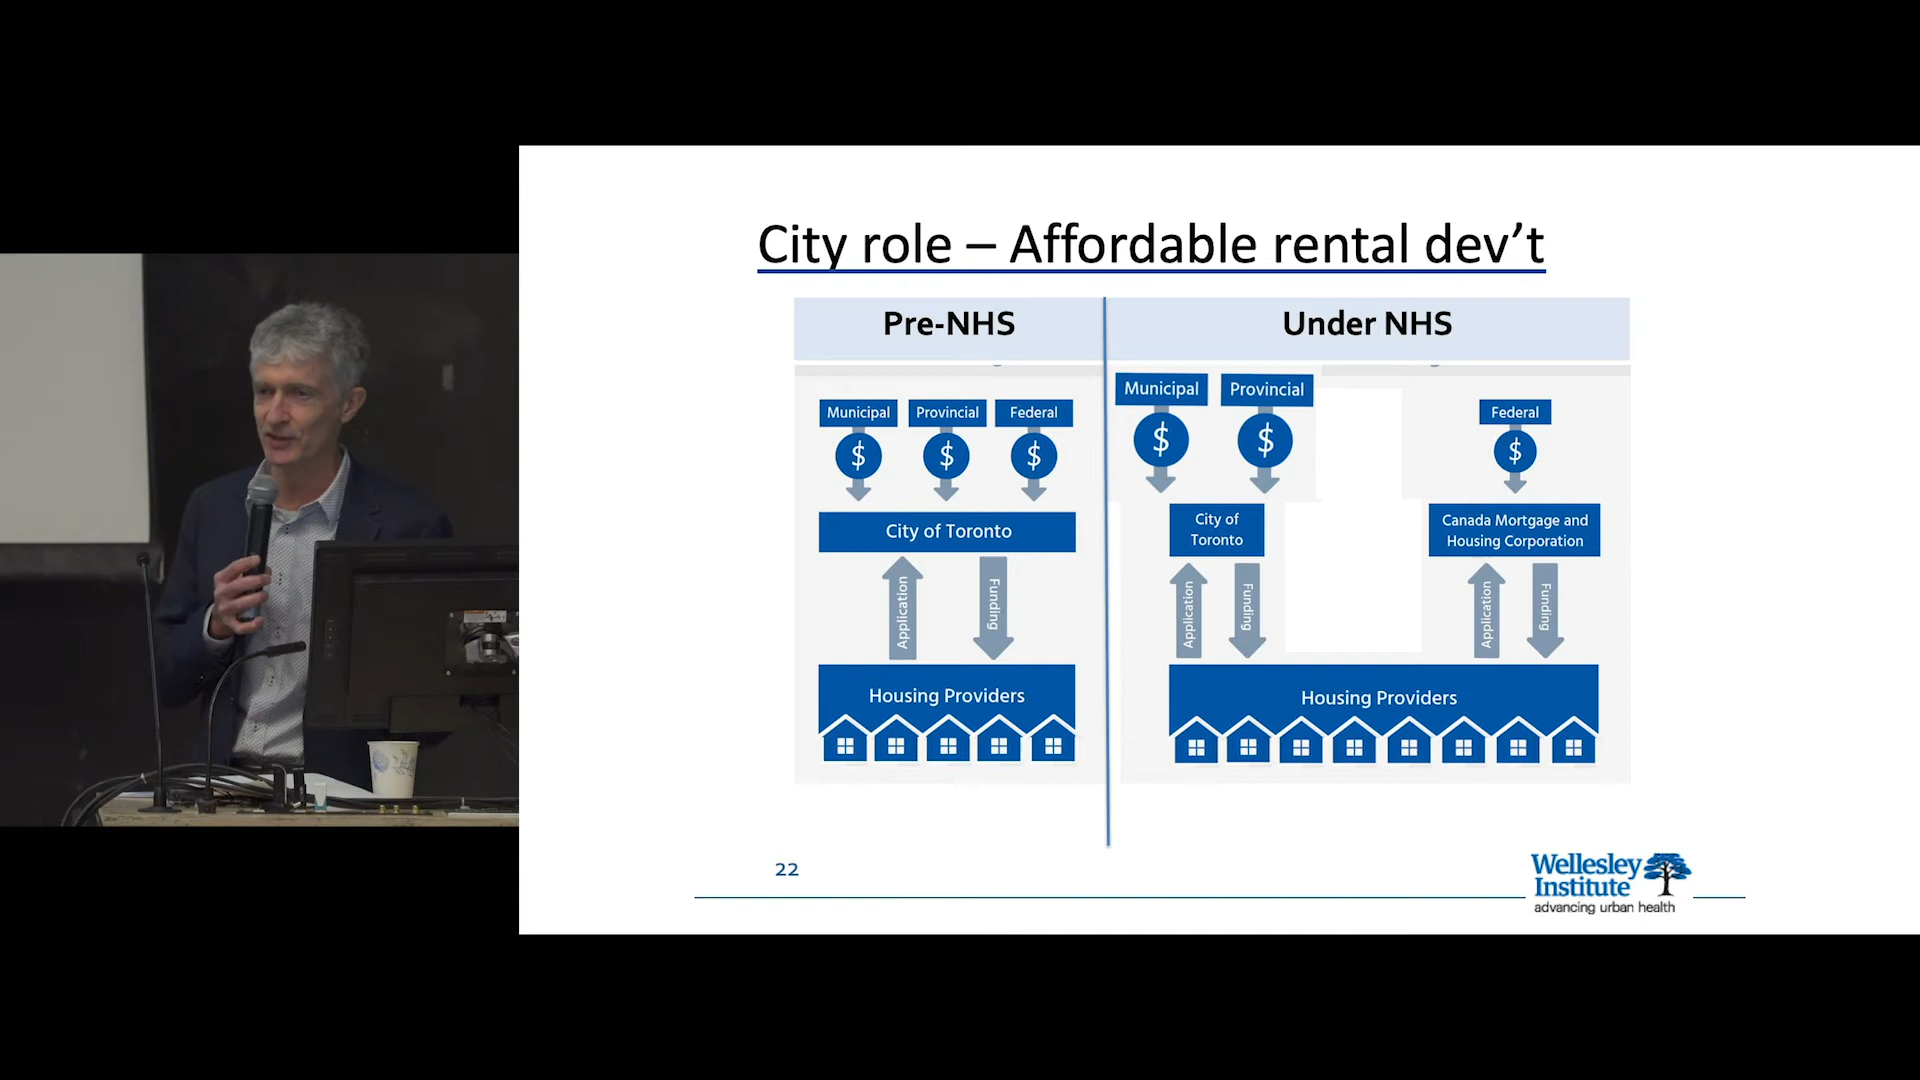 City role – Affordable rental dev’t
Pre-NHS
Under NHS
Municipal
Provincial
Federal
$
$
$
City of Toronto
Application
Funding
Housing Providers
Municipal
Provincial
$
$
City of
Toronto
Application
Funding
Federal
$
Canada Mortgage and
Housing Corporation
Application
Funding
Housing Providers
22
Wellesley
Institute
advancing urban health